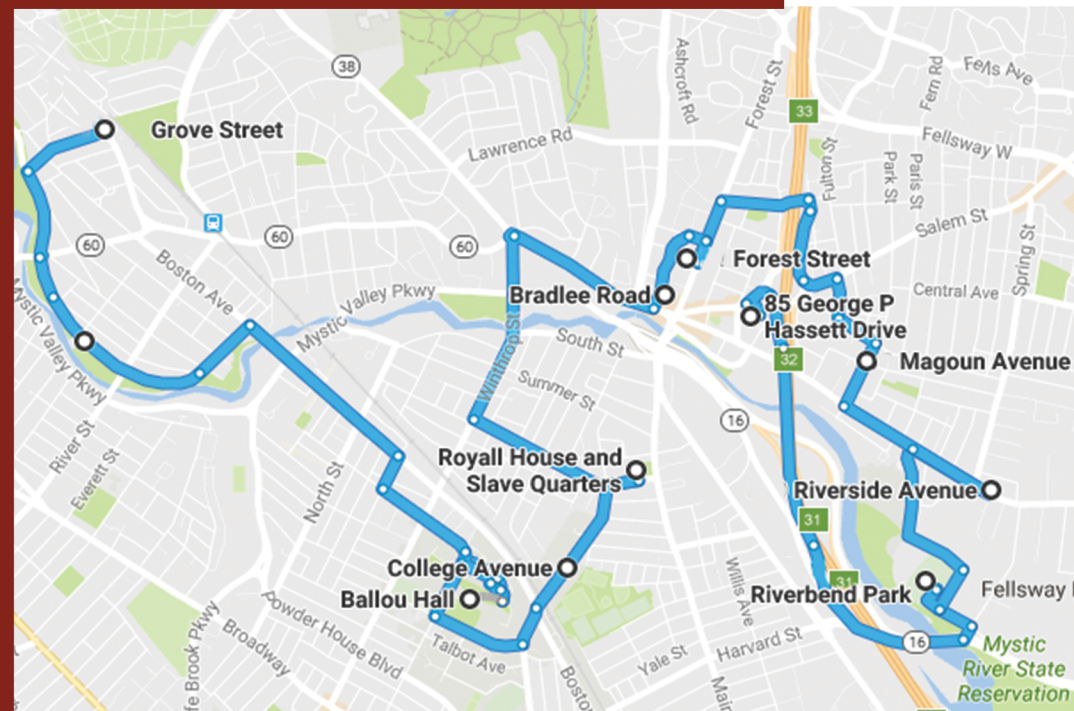 38
Ashcroft Rd
Forest St
Fern Rd
Fells Ave
33
Grove Street
Lawrence Rd
Fulton St
Park St
Paris St
Fellsway W
Salem St
60
60
60
Spring St
Boston Ave
Forest Street
Mystic Valley Pkwy
Mystic Valley Pkwy
Bradlee Road
Central Ave
85 George P
Hassett Drive
Winthrop St
South St
32
Magoun Avenue
Summer St
16
River St
Everett St
North St
Royall House and
Slave Quarters
Riverside Avenue
31
College Avenue
31
Ballou Hall
Willis Ave
Riverbend Park
Fellsway
Powder House Blvd
Broadway
Talbot Ave
Harvard St
16
Yale St
Mystic
River State
Reservation
fe Brook Pkwy
Bosto
Main